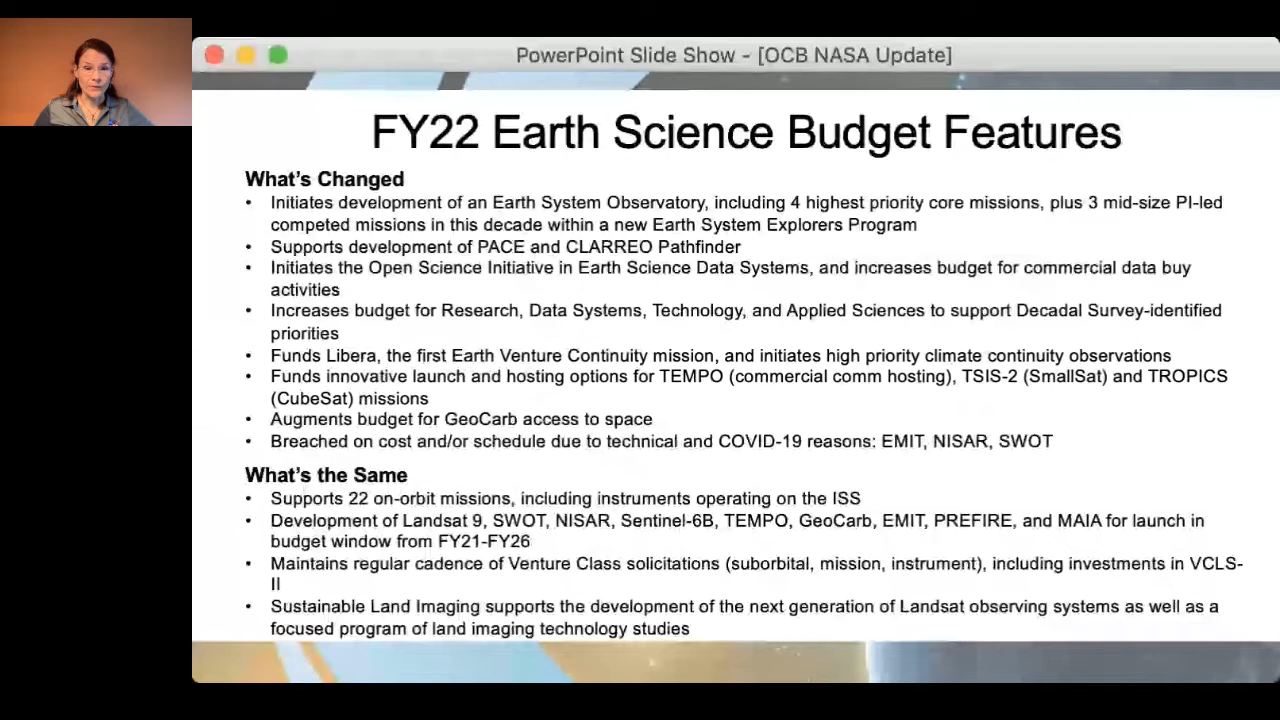 PowerPoint Slide Show - [OCB NASA Update]
FY22 Earth Science Budget Features
What's Changed
• Initiates development of an Earth System Observatory, including 4 highest priority core missions, plus 3 mid-size PI-led
competed missions in this decade within a new Earth System Explorers Program
• Supports development of PACE and CLARREO Pathfinder
• Initiates the Open Science Initiative in Earth Science Data Systems, and increases budget for commercial data buy
activities
• Increases budget for Research, Data Systems, Technology, and Applied Sciences to support Decadal Survey-identified
priorities
• Funds Libera, the first Earth Venture Continuity mission, and initiates high priority climate continuity observations
• Funds innovative launch and hosting options for TEMPO (commercial comm hosting), TSIS-2 (SmallSat) and TROPICS
(CubeSat) missions
• Augments budget for GeoCarb access to space
• Breached on cost and/or schedule due to technical and COVID-19 reasons: EMIT, NISAR, SWOT
What's the Same
• Supports 22 on-orbit missions, including instruments operating on the ISS
• Development of Landsat 9, SWOT, NISAR, Sentinel-6B, TEMPO, GeoCarb, EMIT, PREFIRE, and MAIA for launch in
budget window from FY21-FY26
• Maintains regular cadence of Venture Class solicitations (suborbital, mission, instrument), including investments in VCLS-
II
• Sustainable Land Imaging supports the development of the next generation of Landsat observing systems as well as a
focused program of land imaging technology studies